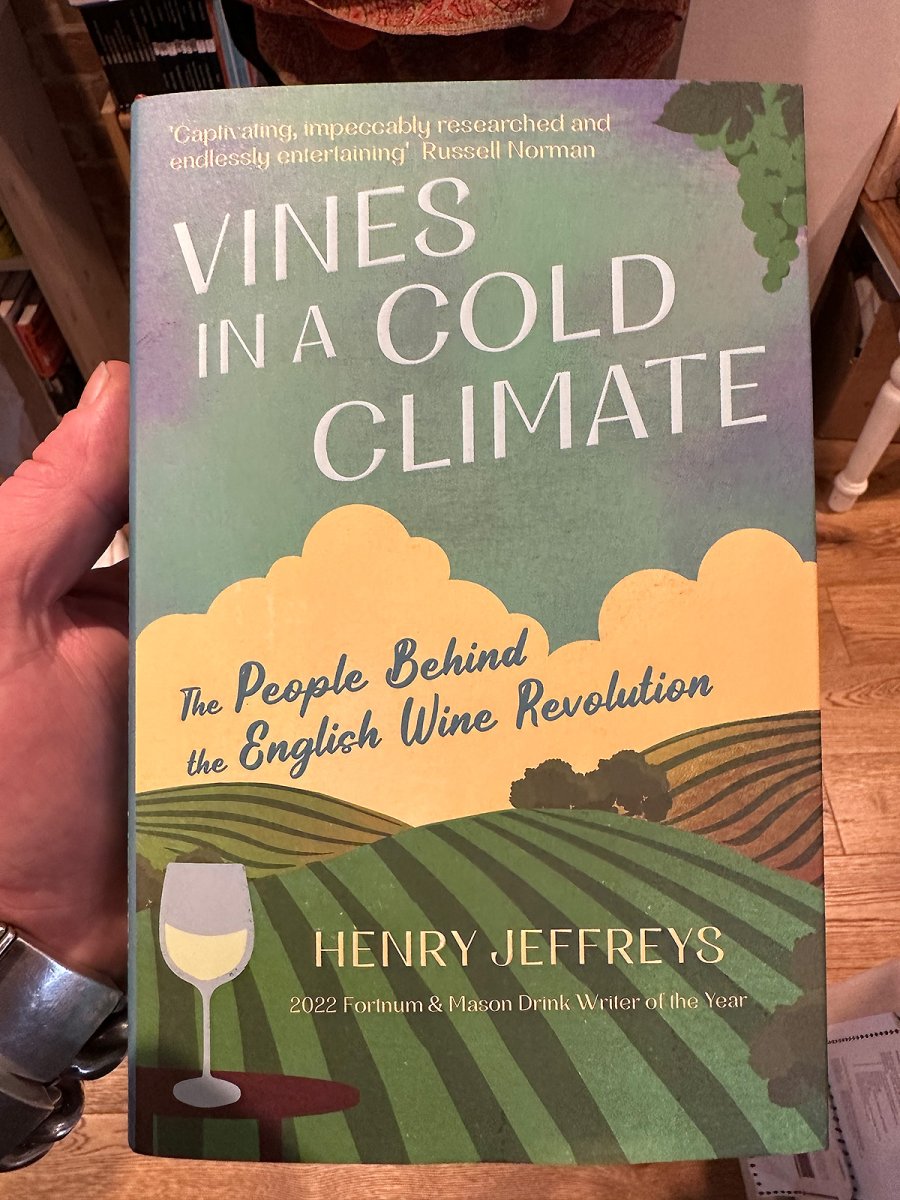 'Captivating, impeccably researched and
endlessly entertaining' Russell Norman
VINES
IN A COLD
CLIMATE
The People Behind
the English Wine Revolution
HENRY JEFFREYS
2022 Fortnum & Mason Drink Writer of the Year